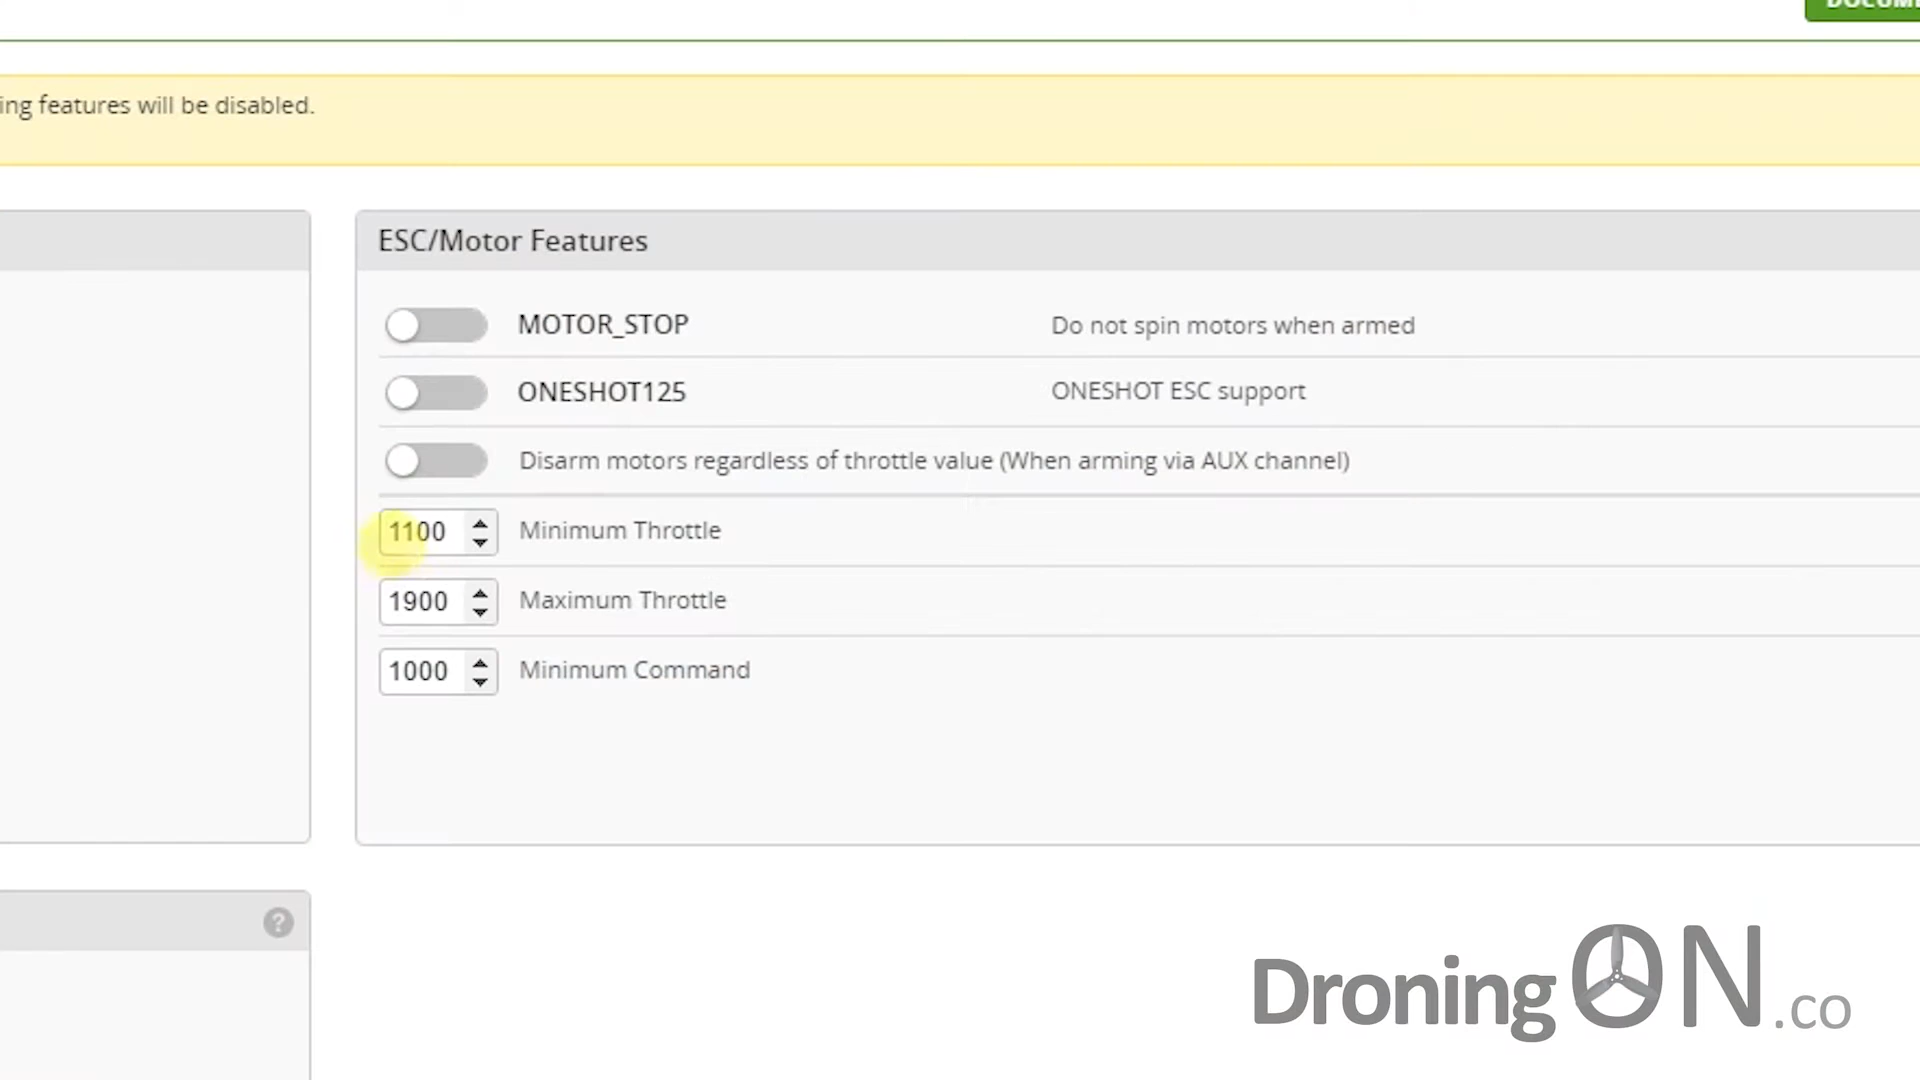 ing features will be disabled.
ESC/Motor Features
MOTOR_STOP Do not spin motors when armed
ONESHOT125 ONESHOT ESC support
Disarm motors regardless of throttle value (When arming via AUX channel)
1100 Minimum Throttle
1900 Maximum Throttle
1000 Minimum Command
?
DroningON.co